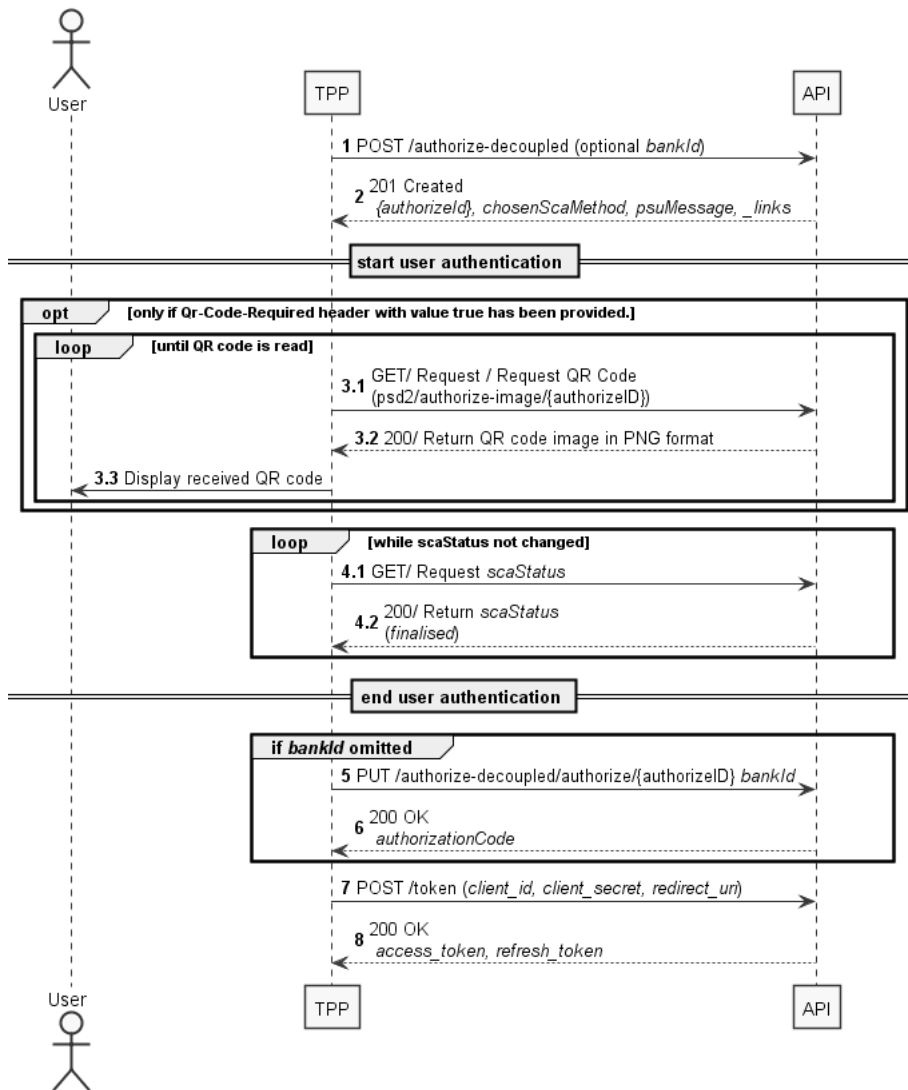 User
TPP
API
1 POST /authorize-decoupled (optional bankId)
2 201 Created
{authorizeId}, chosenScaMethod, psuMessage, _links
start user authentication
opt [only if Qr-Code-Required header with value true has been provided.]
loop [until QR code is read]
3.1 GET/ Request / Request QR Code
(psd2/authorize-image/{authorizeID})
3.2 200/ Return QR code image in PNG format
3.3 Display received QR code
loop [while scaStatus not changed]
4.1 GET/ Request scaStatus
4.2 200/ Return scaStatus
(finalised)
end user authentication
if bankId omitted
5 PUT /authorize-decoupled/authorize/{authorizeID} bankId
6 200 OK
authorizationCode
7 POST /token (client_id, client_secret, redirect_uri)
8 200 OK
access_token, refresh_token
User
TPP
API